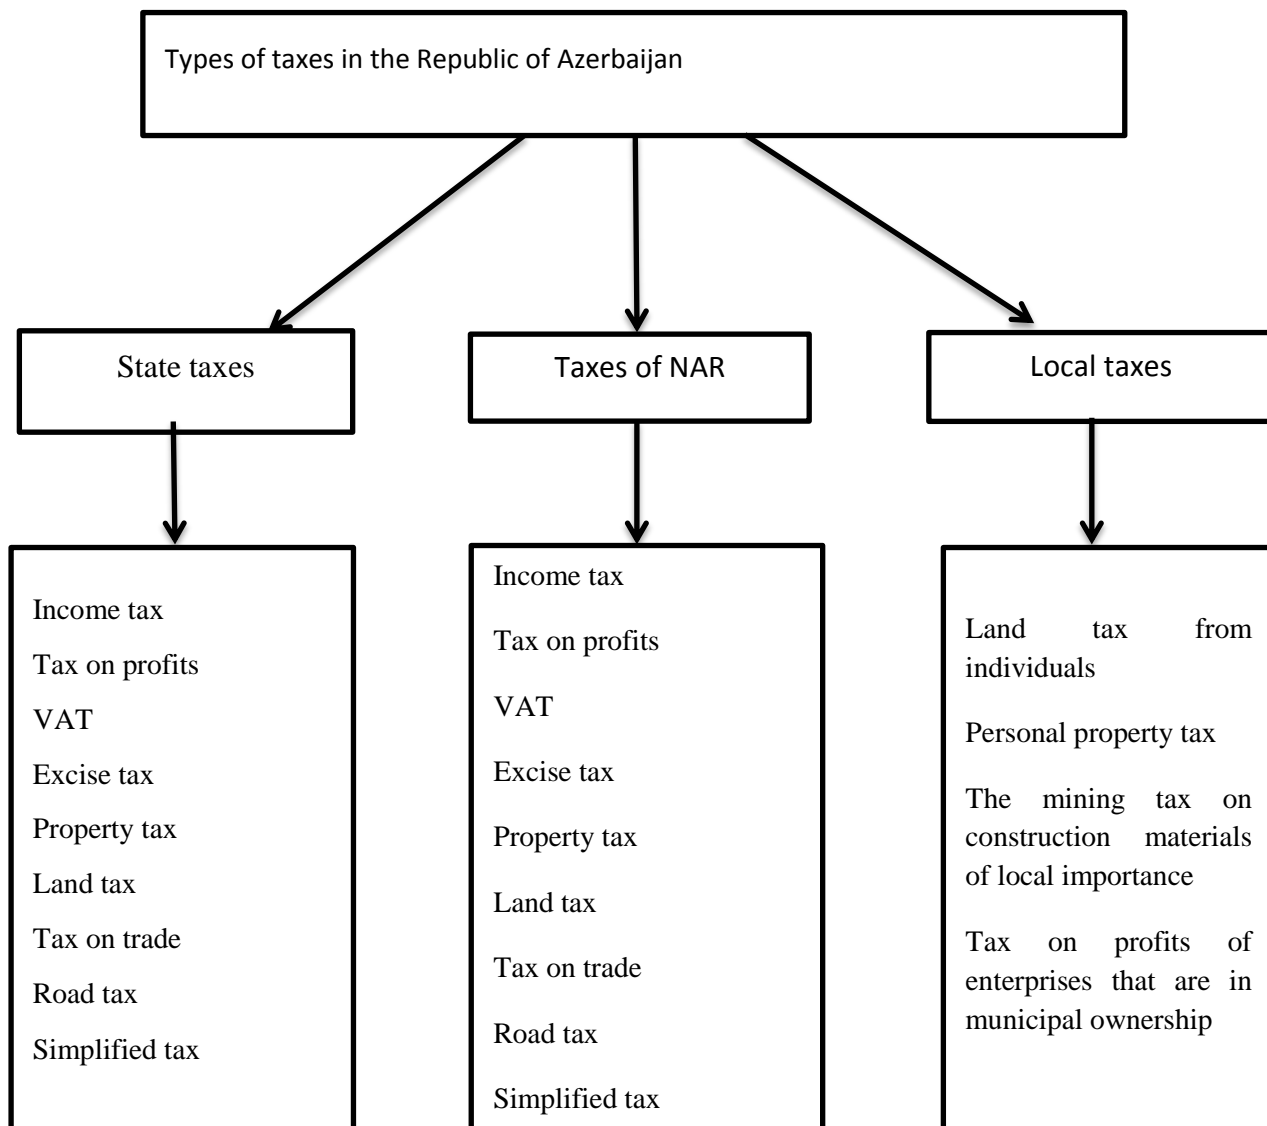 Types of taxes in the Republic of Azerbaijan
State taxes
Taxes of NAR
Local taxes
Income tax
Tax on profits
VAT
Excise tax
Property tax
Land tax
Tax on trade
Road tax
Simplified tax
Income tax
Tax on profits
VAT
Excise tax
Property tax
Land tax
Tax on trade
Road tax
Simplified tax
Land tax from
individuals
Personal property tax
The mining tax on
construction materials
of local importance
Tax on profits of
enterprises that are in
municipal ownership